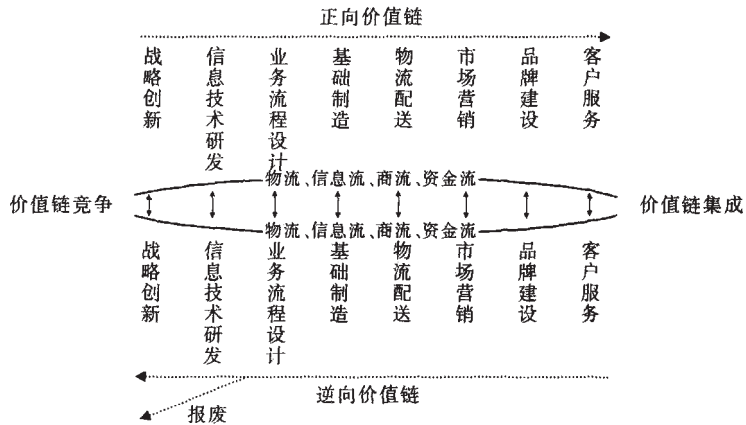 正向价值链
战略创新
信息技术研发
业务流程设计
基础制造
物流配送
市场营销
品牌建设
客户服务
物流、信息流、商流、资金流
价值链竞争
价值链集成
物流、信息流、商流、资金流
战略创新
信息技术研发
业务流程设计
基础制造
物流配送
市场营销
品牌建设
客户服务
逆向价值链
报废